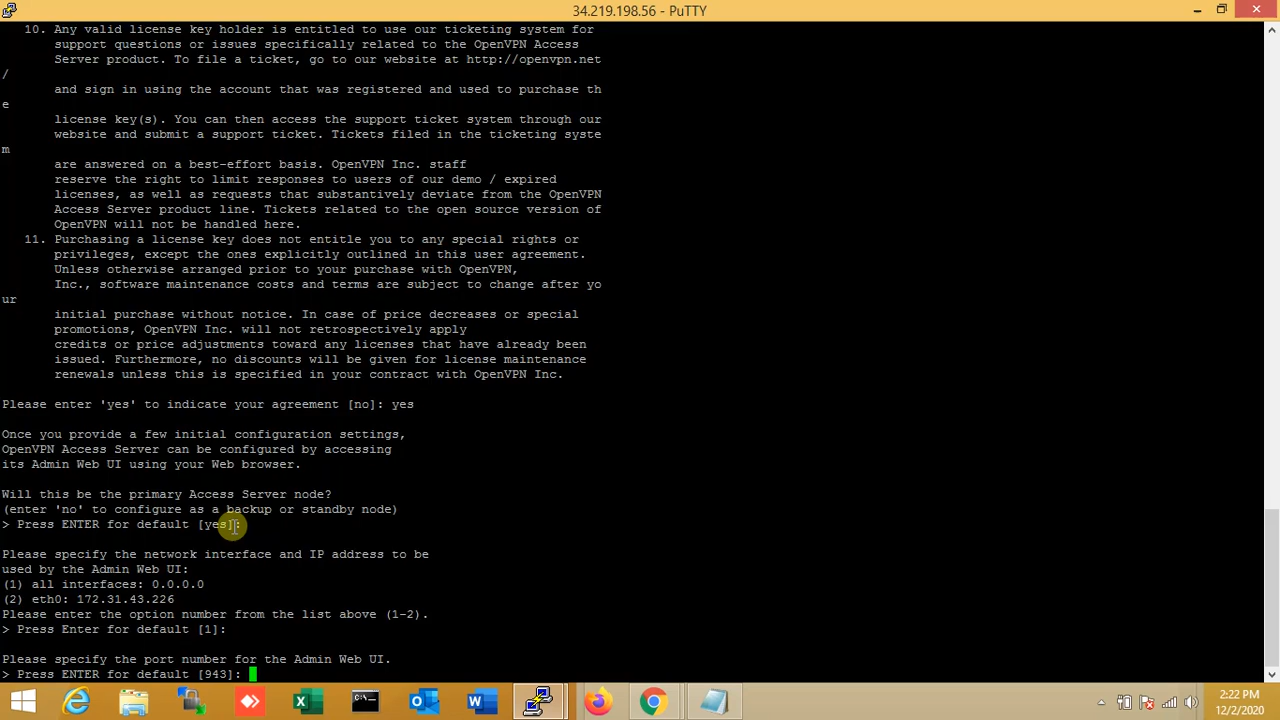 34.219.198.56 - PuTTY
10. Any valid license key holder is entitled to use our ticketing system for
support questions or issues specifically related to the OpenVPN Access
Server product. To file a ticket, go to our website at http://openvpn.net
/
and sign in using the account that was registered and used to purchase th
e
license key(s). You can then access the support ticket system through our
website and submit a support ticket. Tickets filed in the ticketing syste
m
are answered on a best-effort basis. OpenVPN Inc. staff
reserve the right to limit responses to users of our demo / expired
licenses, as well as requests that substantively deviate from the OpenVPN
Access Server product line. Tickets related to the open source version of
OpenVPN will not be handled here.
11. Purchasing a license key does not entitle you to any special rights or
privileges, except the ones explicitly outlined in this user agreement.
Unless otherwise arranged prior to your purchase with OpenVPN,
Inc., software maintenance costs and terms are subject to change after yo
ur
initial purchase without notice. In case of price decreases or special
promotions, OpenVPN Inc. will not retrospectively apply
credits or price adjustments toward any licenses that have already been
issued. Furthermore, no discounts will be given for license maintenance
renewals unless this is specified in your contract with OpenVPN Inc.
Please enter 'yes' to indicate your agreement [no]: yes
Once you provide a few initial configuration settings,
OpenVPN Access Server can be configured by accessing
its Admin Web UI using your Web browser.
Will this be the primary Access Server node?
(enter 'no' to configure as a backup or standby node)
> Press ENTER for default [yes]:
Please specify the network interface and IP address to be
used by the Admin Web UI:
(1) all interfaces: 0.0.0.0
(2) eth0: 172.31.43.226
Please enter the option number from the list above (1-2).
> Press Enter for default [1]:
Please specify the port number for the Admin Web UI.
> Press ENTER for default [943]:
2:22 PM
12/2/2020